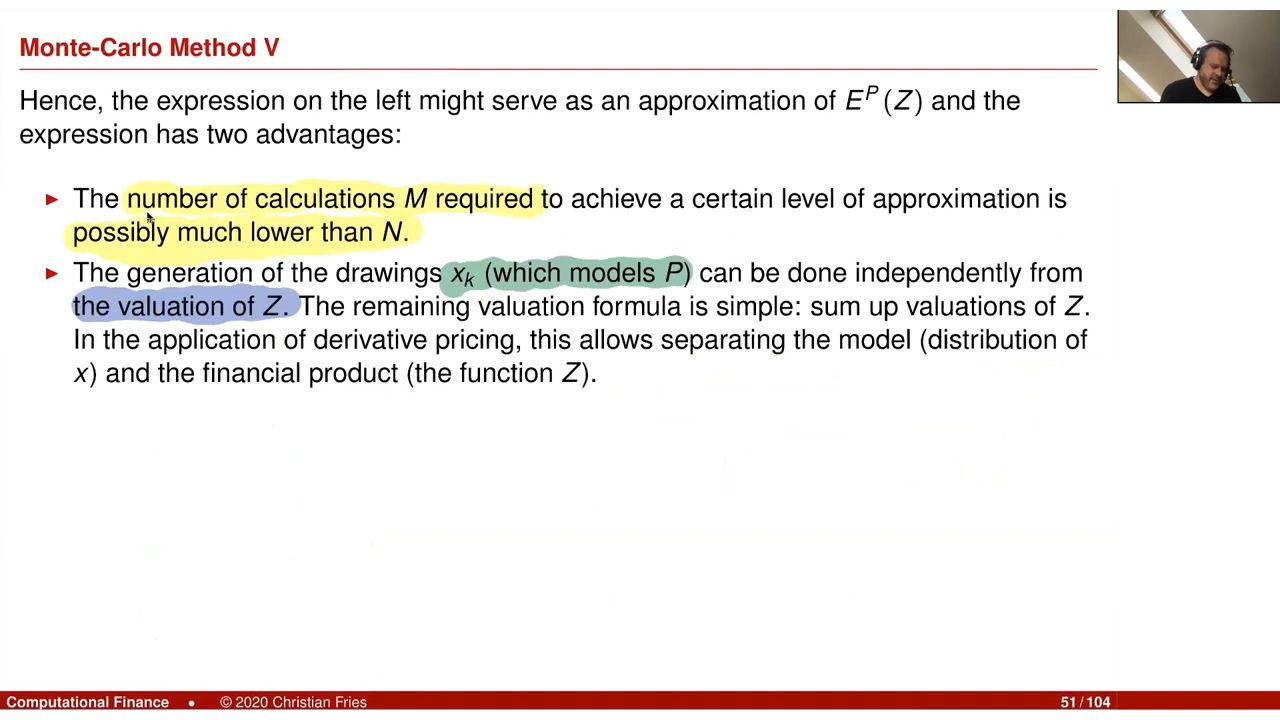 Monte-Carlo Method V
Hence, the expression on the left might serve as an approximation of E^P (Z) and the
expression has two advantages:
► The number of calculations M required to achieve a certain level of approximation is
possibly much lower than N.
► The generation of the drawings x_k (which models P) can be done independently from
the valuation of Z. The remaining valuation formula is simple: sum up valuations of Z.
In the application of derivative pricing, this allows separating the model (distribution of
x) and the financial product (the function Z).
Computational Finance • © 2020 Christian Fries 51 / 104